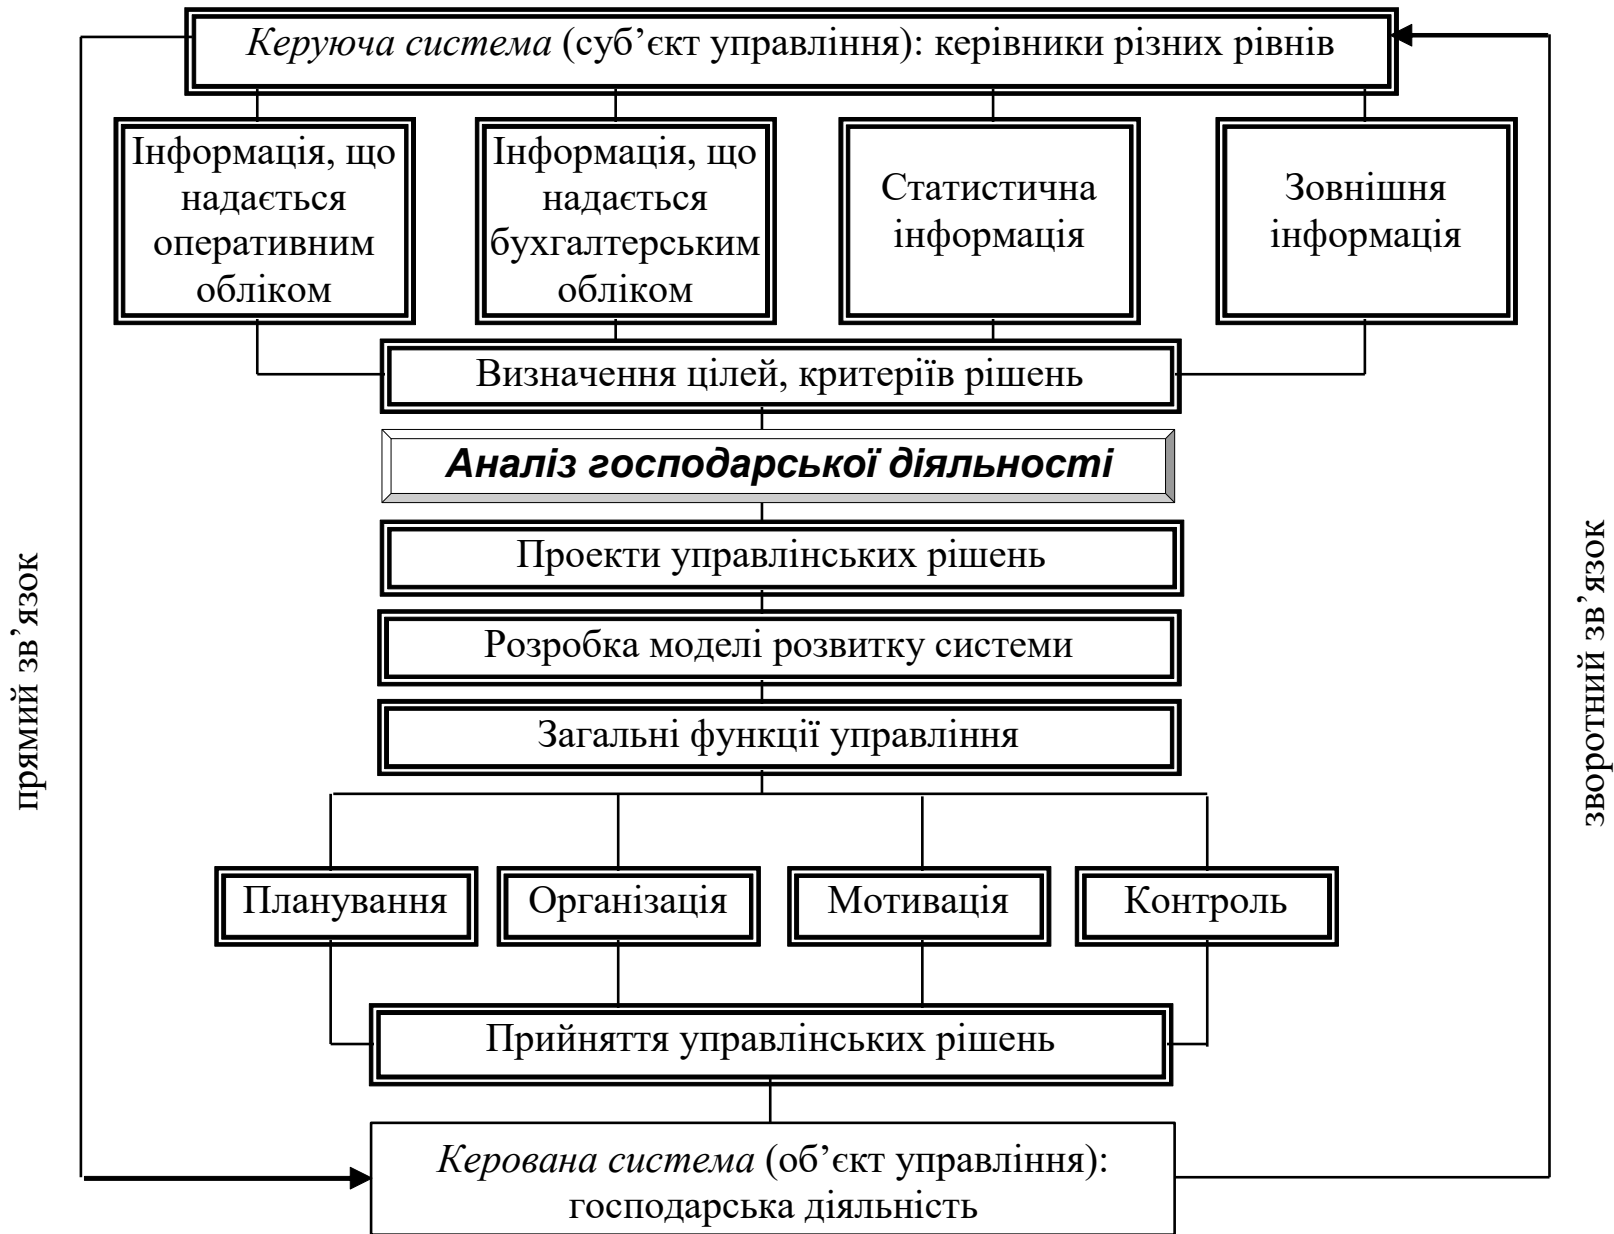 Керуюча система (суб’єкт управління): керівники різних рівнів
Інформація, що
надається
оперативним
обліком
Інформація, що
надається
бухгалтерським
обліком
Статистична
інформація
Зовнішня
інформація
Визначення цілей, критеріїв рішень
Аналіз господарської діяльності
Проекти управлінських рішень
Розробка моделі розвитку системи
Загальні функції управління
прямий зв’язок
зворотний зв’язок
Планування
Організація
Мотивація
Контроль
Прийняття управлінських рішень
Керована система (об’єкт управління):
господарська діяльність